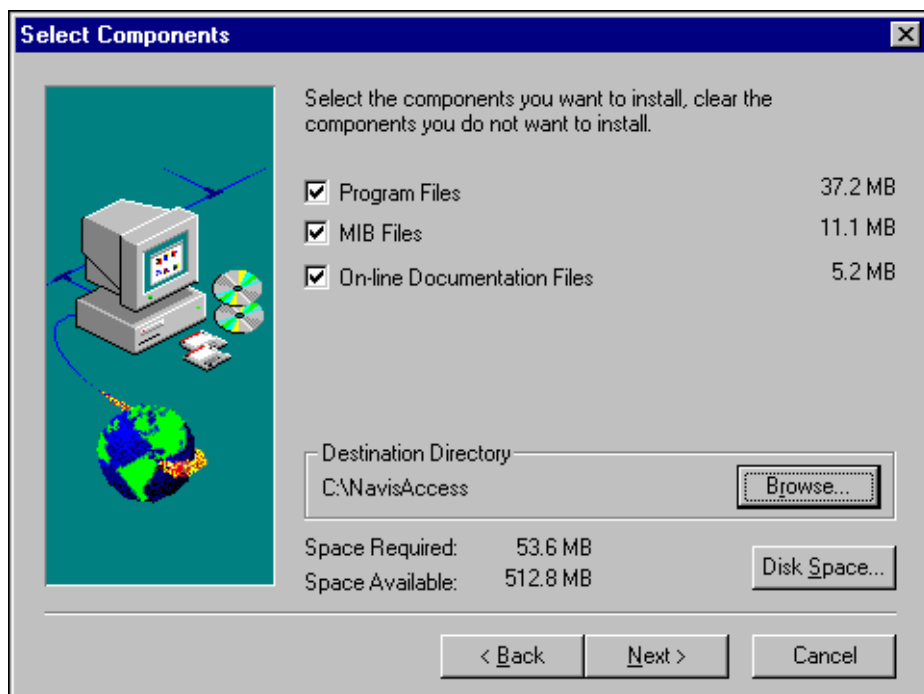 Select Components
Select the components you want to install, clear the
components you do not want to install.
Program Files 37.2 MB
MIB Files 11.1 MB
On-line Documentation Files 5.2 MB
Destination Directory
C:\NavisAccess
Browse...
Space Required: 53.6 MB
Space Available: 512.8 MB
Disk Space...
< Back Next > Cancel